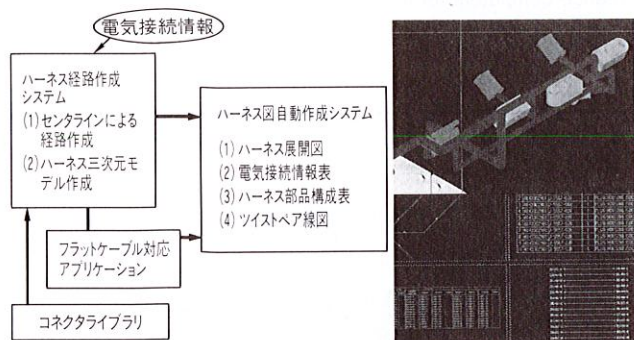 電気接続情報
ハーネス経路作成
システム
(1)センタラインによる
経路作成
(2)ハーネス三次元モ
デル作成
フラットケーブル対応
アプリケーション
コネクタライブラリ
ハーネス図自動作成システム
(1)ハーネス展開図
(2)電気接続情報表
(3)ハーネス部品構成表
(4)ツイストペア線図